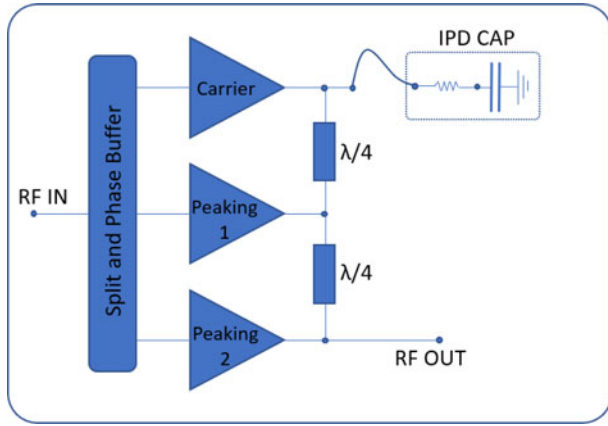 IPD CAP
Carrier
λ/4
Split and Phase Buffer
RF IN
Peaking
1
λ/4
Peaking
2
RF OUT